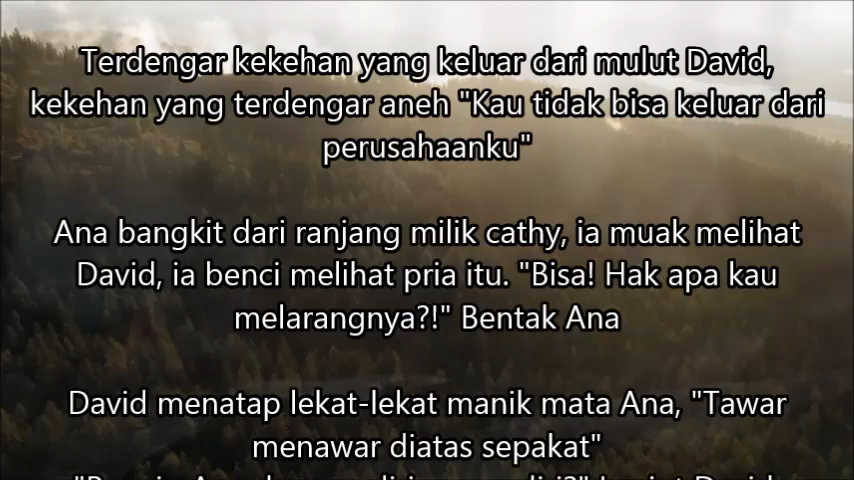 Terdengar kekehan yang keluar dari mulut David,
kekehan yang terdengar aneh "Kau tidak bisa keluar dari
perusahaanku"
Ana bangkit dari ranjang milik cathy, ia muak melihat
David, ia benci melihat pria itu. "Bisa! Hak apa kau
melarangnya?!" Bentak Ana
David menatap lekat-lekat manik mata Ana, "Tawar
menawar diatas sepakat"